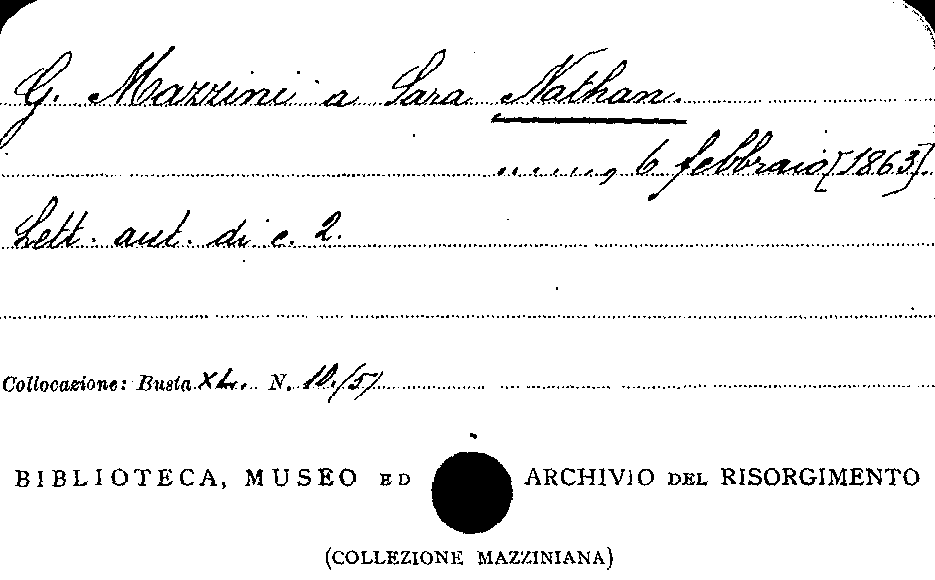 G. Mazzini a Sara Nathan.
......, 6 febbraio [1863].
Lett. aut. di c. 2.
Collocazione: Busta XL. N. 10./5)
BIBLIOTECA, MUSEO ED ARCHIVIO DEL RISORGIMENTO
(COLLEZIONE MAZZINIANA)